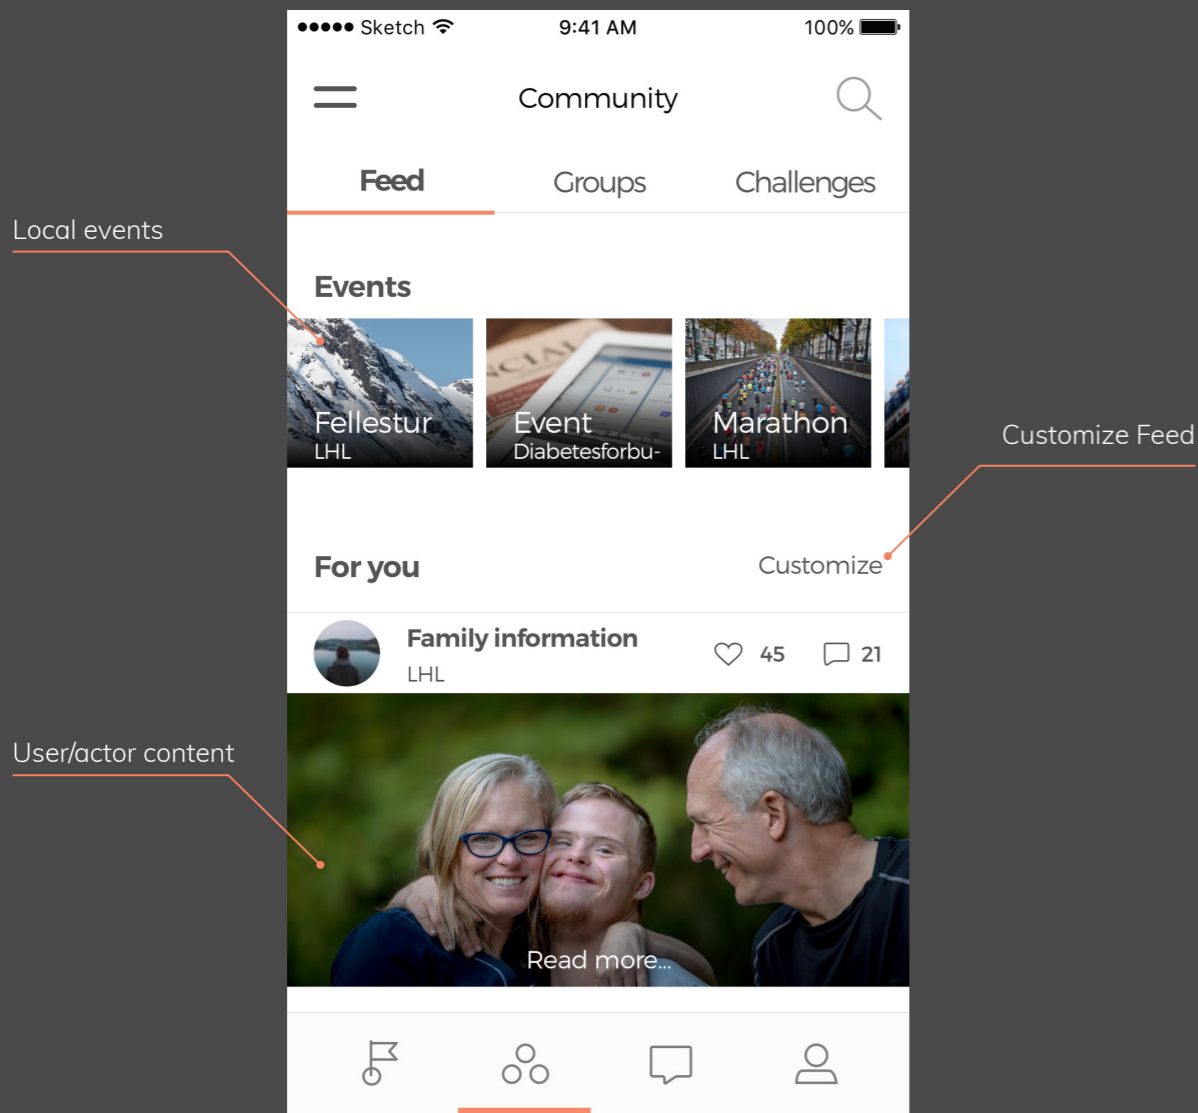 Sketch
9:41 AM
100%
Community
Feed
Groups
Challenges
Local events
Events
Fellestur
LHL
Event
Diabetesforbu-
Marathon
LHL
Customize Feed
For you
Customize
Family information
LHL
45
21
User/actor content
Read more...